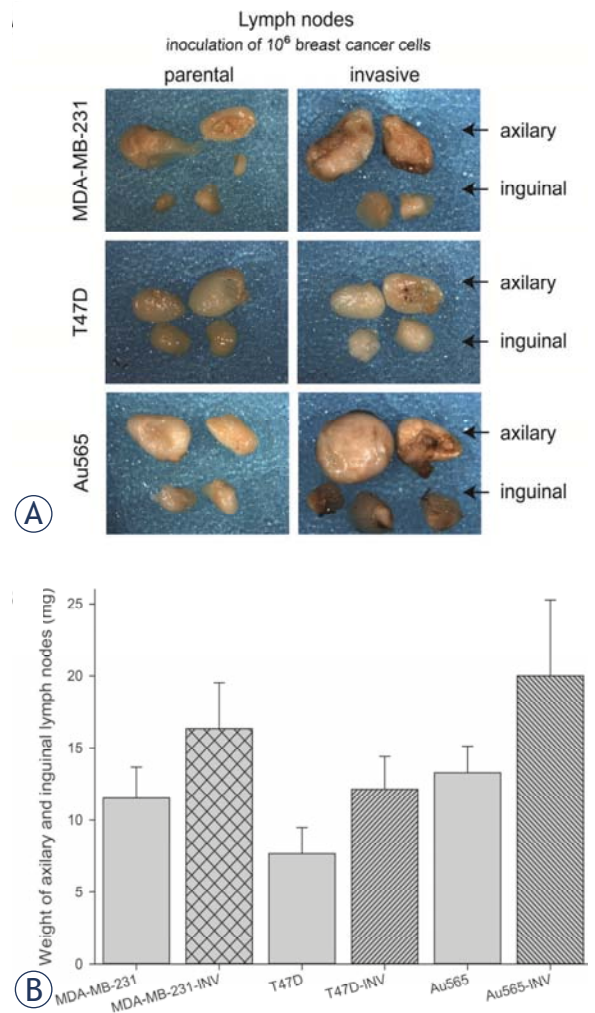 Lymph nodes
inoculation of 10⁶ breast cancer cells
parental invasive
MDA-MB-231
axilary
inguinal
T47D
axilary
inguinal
Au565
axilary
inguinal
A
Weight of axilary and inguinal lymph nodes (mg)
25
20
15
10
5
0
MDA-MB-231 MDA-MB-231-INV T47D T47D-INV Au565 Au565-INV
B